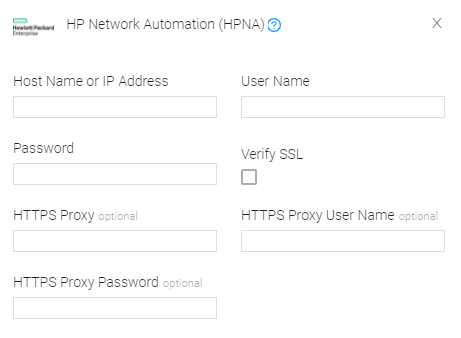 Hewlett Packard
Enterprise
HP Network Automation (HPNA) ?
X
Host Name or IP Address
User Name
Password
Verify SSL
HTTPS Proxy optional
HTTPS Proxy User Name optional
HTTPS Proxy Password optional